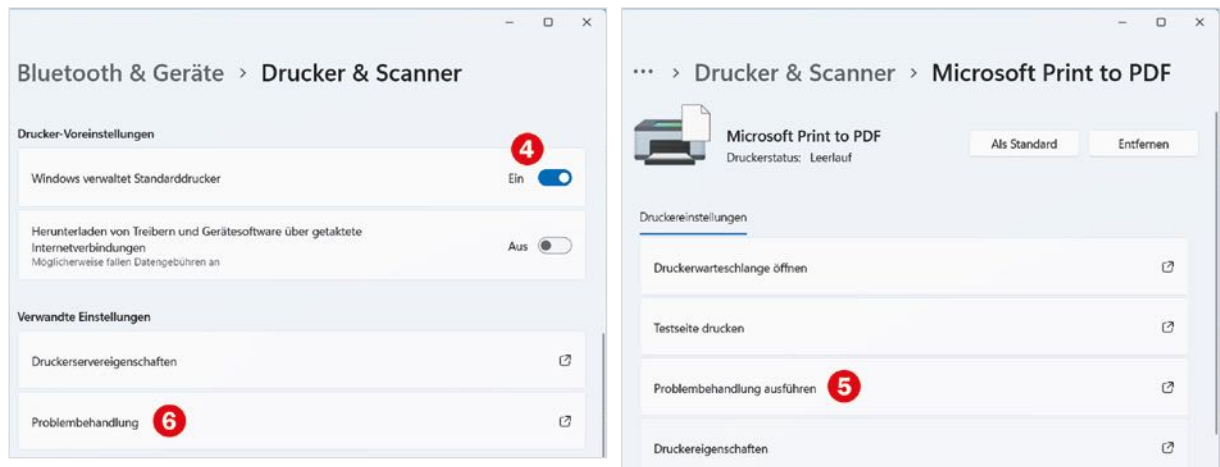 Bluetooth & Geräte > Drucker & Scanner
Drucker-Voreinstellungen
4
Windows verwaltet Standarddrucker
Ein
Herunterladen von Treibern und Gerätesoftware über getaktete
Internetverbindungen
Möglicherweise fallen Datengebühren an
Aus
Verwandte Einstellungen
Druckerservereigenschaften
Problembehandlung
6
... > Drucker & Scanner > Microsoft Print to PDF
Microsoft Print to PDF
Druckerstatus: Leerlauf
Als Standard
Entfernen
Druckereinstellungen
Druckerwarteschlange öffnen
Testseite drucken
Problembehandlung ausführen
5
Druckereigenschaften